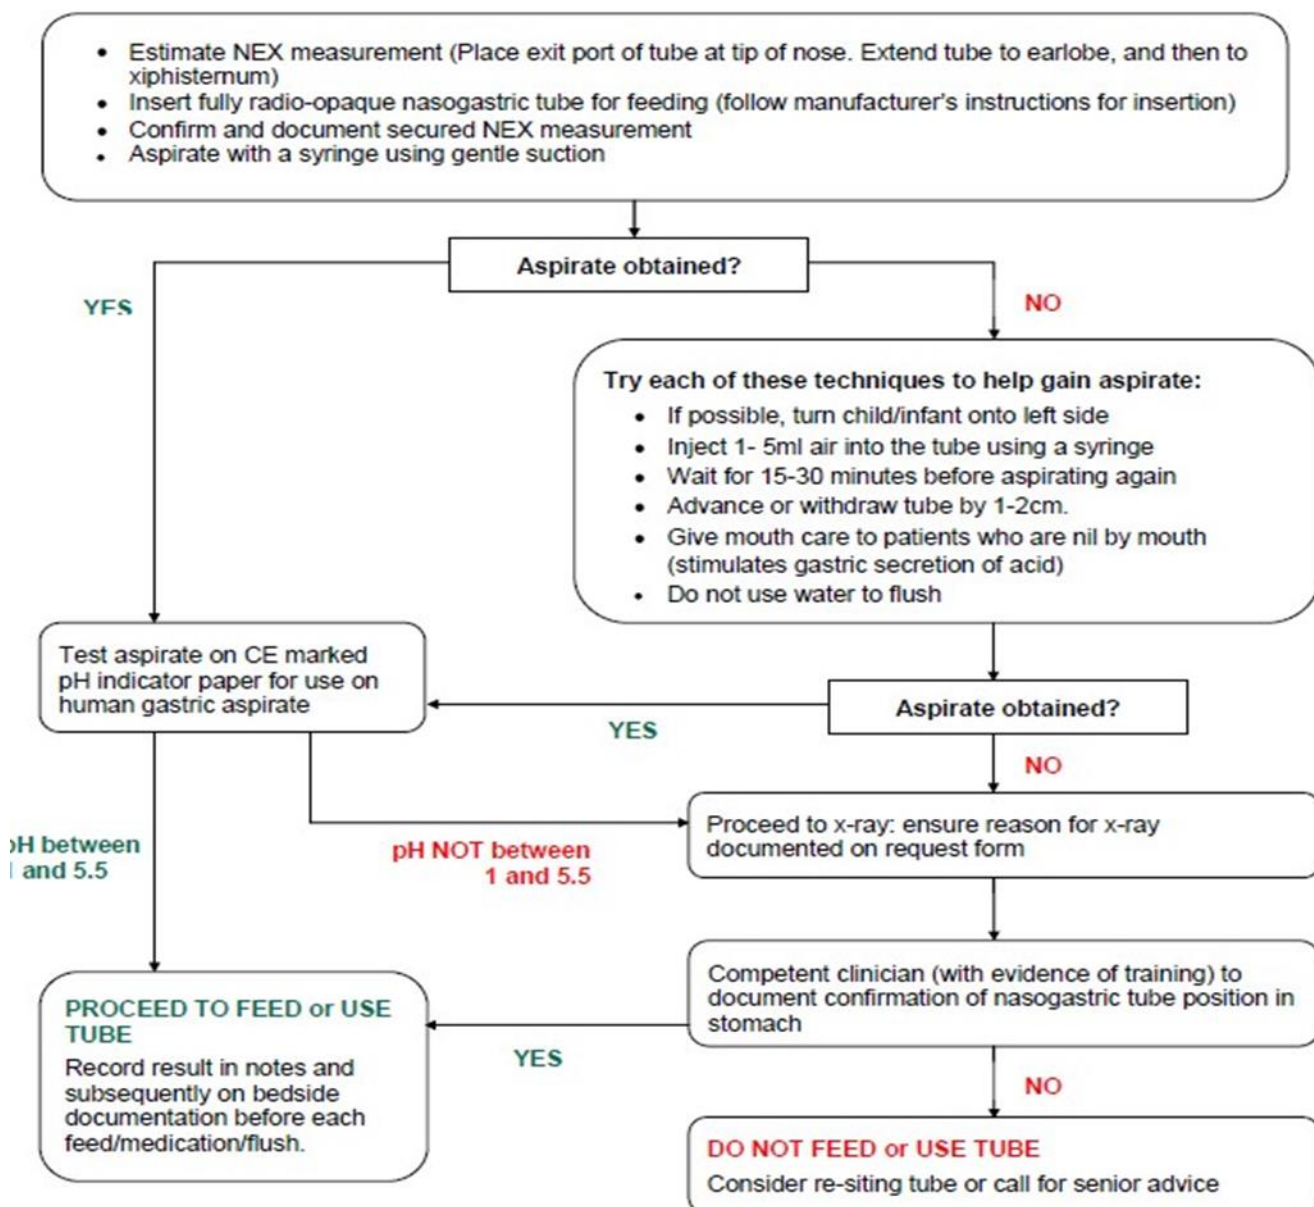 • Estimate NEX measurement (Place exit port of tube at tip of nose. Extend tube to earlobe, and then to
xiphisternum)
• Insert fully radio-opaque nasogastric tube for feeding (follow manufacturer's instructions for insertion)
• Confirm and document secured NEX measurement
• Aspirate with a syringe using gentle suction
Aspirate obtained?
YES
NO
Try each of these techniques to help gain aspirate:
• If possible, turn child/infant onto left side
• Inject 1- 5ml air into the tube using a syringe
• Wait for 15-30 minutes before aspirating again
• Advance or withdraw tube by 1-2cm.
• Give mouth care to patients who are nil by mouth
(stimulates gastric secretion of acid)
• Do not use water to flush
Test aspirate on CE marked
pH indicator paper for use on
human gastric aspirate
Aspirate obtained?
YES
NO
pH between
1 and 5.5
pH NOT between
1 and 5.5
Proceed to x-ray: ensure reason for x-ray
documented on request form
Competent clinician (with evidence of training) to
document confirmation of nasogastric tube position in
stomach
PROCEED TO FEED or USE
TUBE
Record result in notes and
subsequently on bedside
documentation before each
feed/medication/flush.
YES
NO
DO NOT FEED or USE TUBE
Consider re-siting tube or call for senior advice